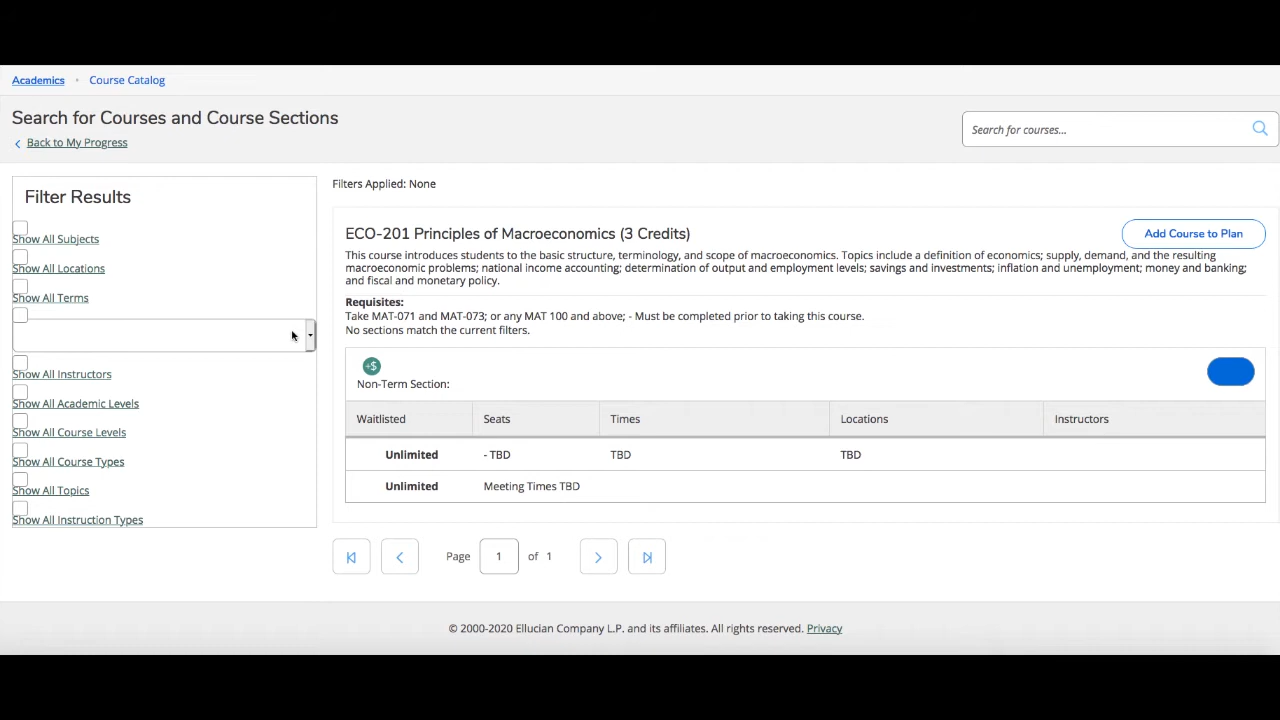 Academics • Course Catalog
Search for Courses and Course Sections
Back to My Progress
Search for courses...
Filter Results
Show All Subjects
Show All Locations
Show All Terms
Show All Instructors
Show All Academic Levels
Show All Course Levels
Show All Course Types
Show All Topics
Show All Instruction Types
Filters Applied: None
ECO-201 Principles of Macroeconomics (3 Credits)
Add Course to Plan
This course introduces students to the basic structure, terminology, and scope of macroeconomics. Topics include a definition of economics; supply, demand, and the resulting
macroeconomic problems; national income accounting; determination of output and employment levels; savings and investments; inflation and unemployment; money and banking;
and fiscal and monetary policy.
Requisites:
Take MAT-071 and MAT-073; or any MAT 100 and above; - Must be completed prior to taking this course.
No sections match the current filters.
+$
Non-Term Section:
Waitlisted Seats Times Locations Instructors
Unlimited - TBD TBD TBD
Unlimited Meeting Times TBD
Page 1 of 1
© 2000-2020 Ellucian Company L.P. and its affiliates. All rights reserved. Privacy